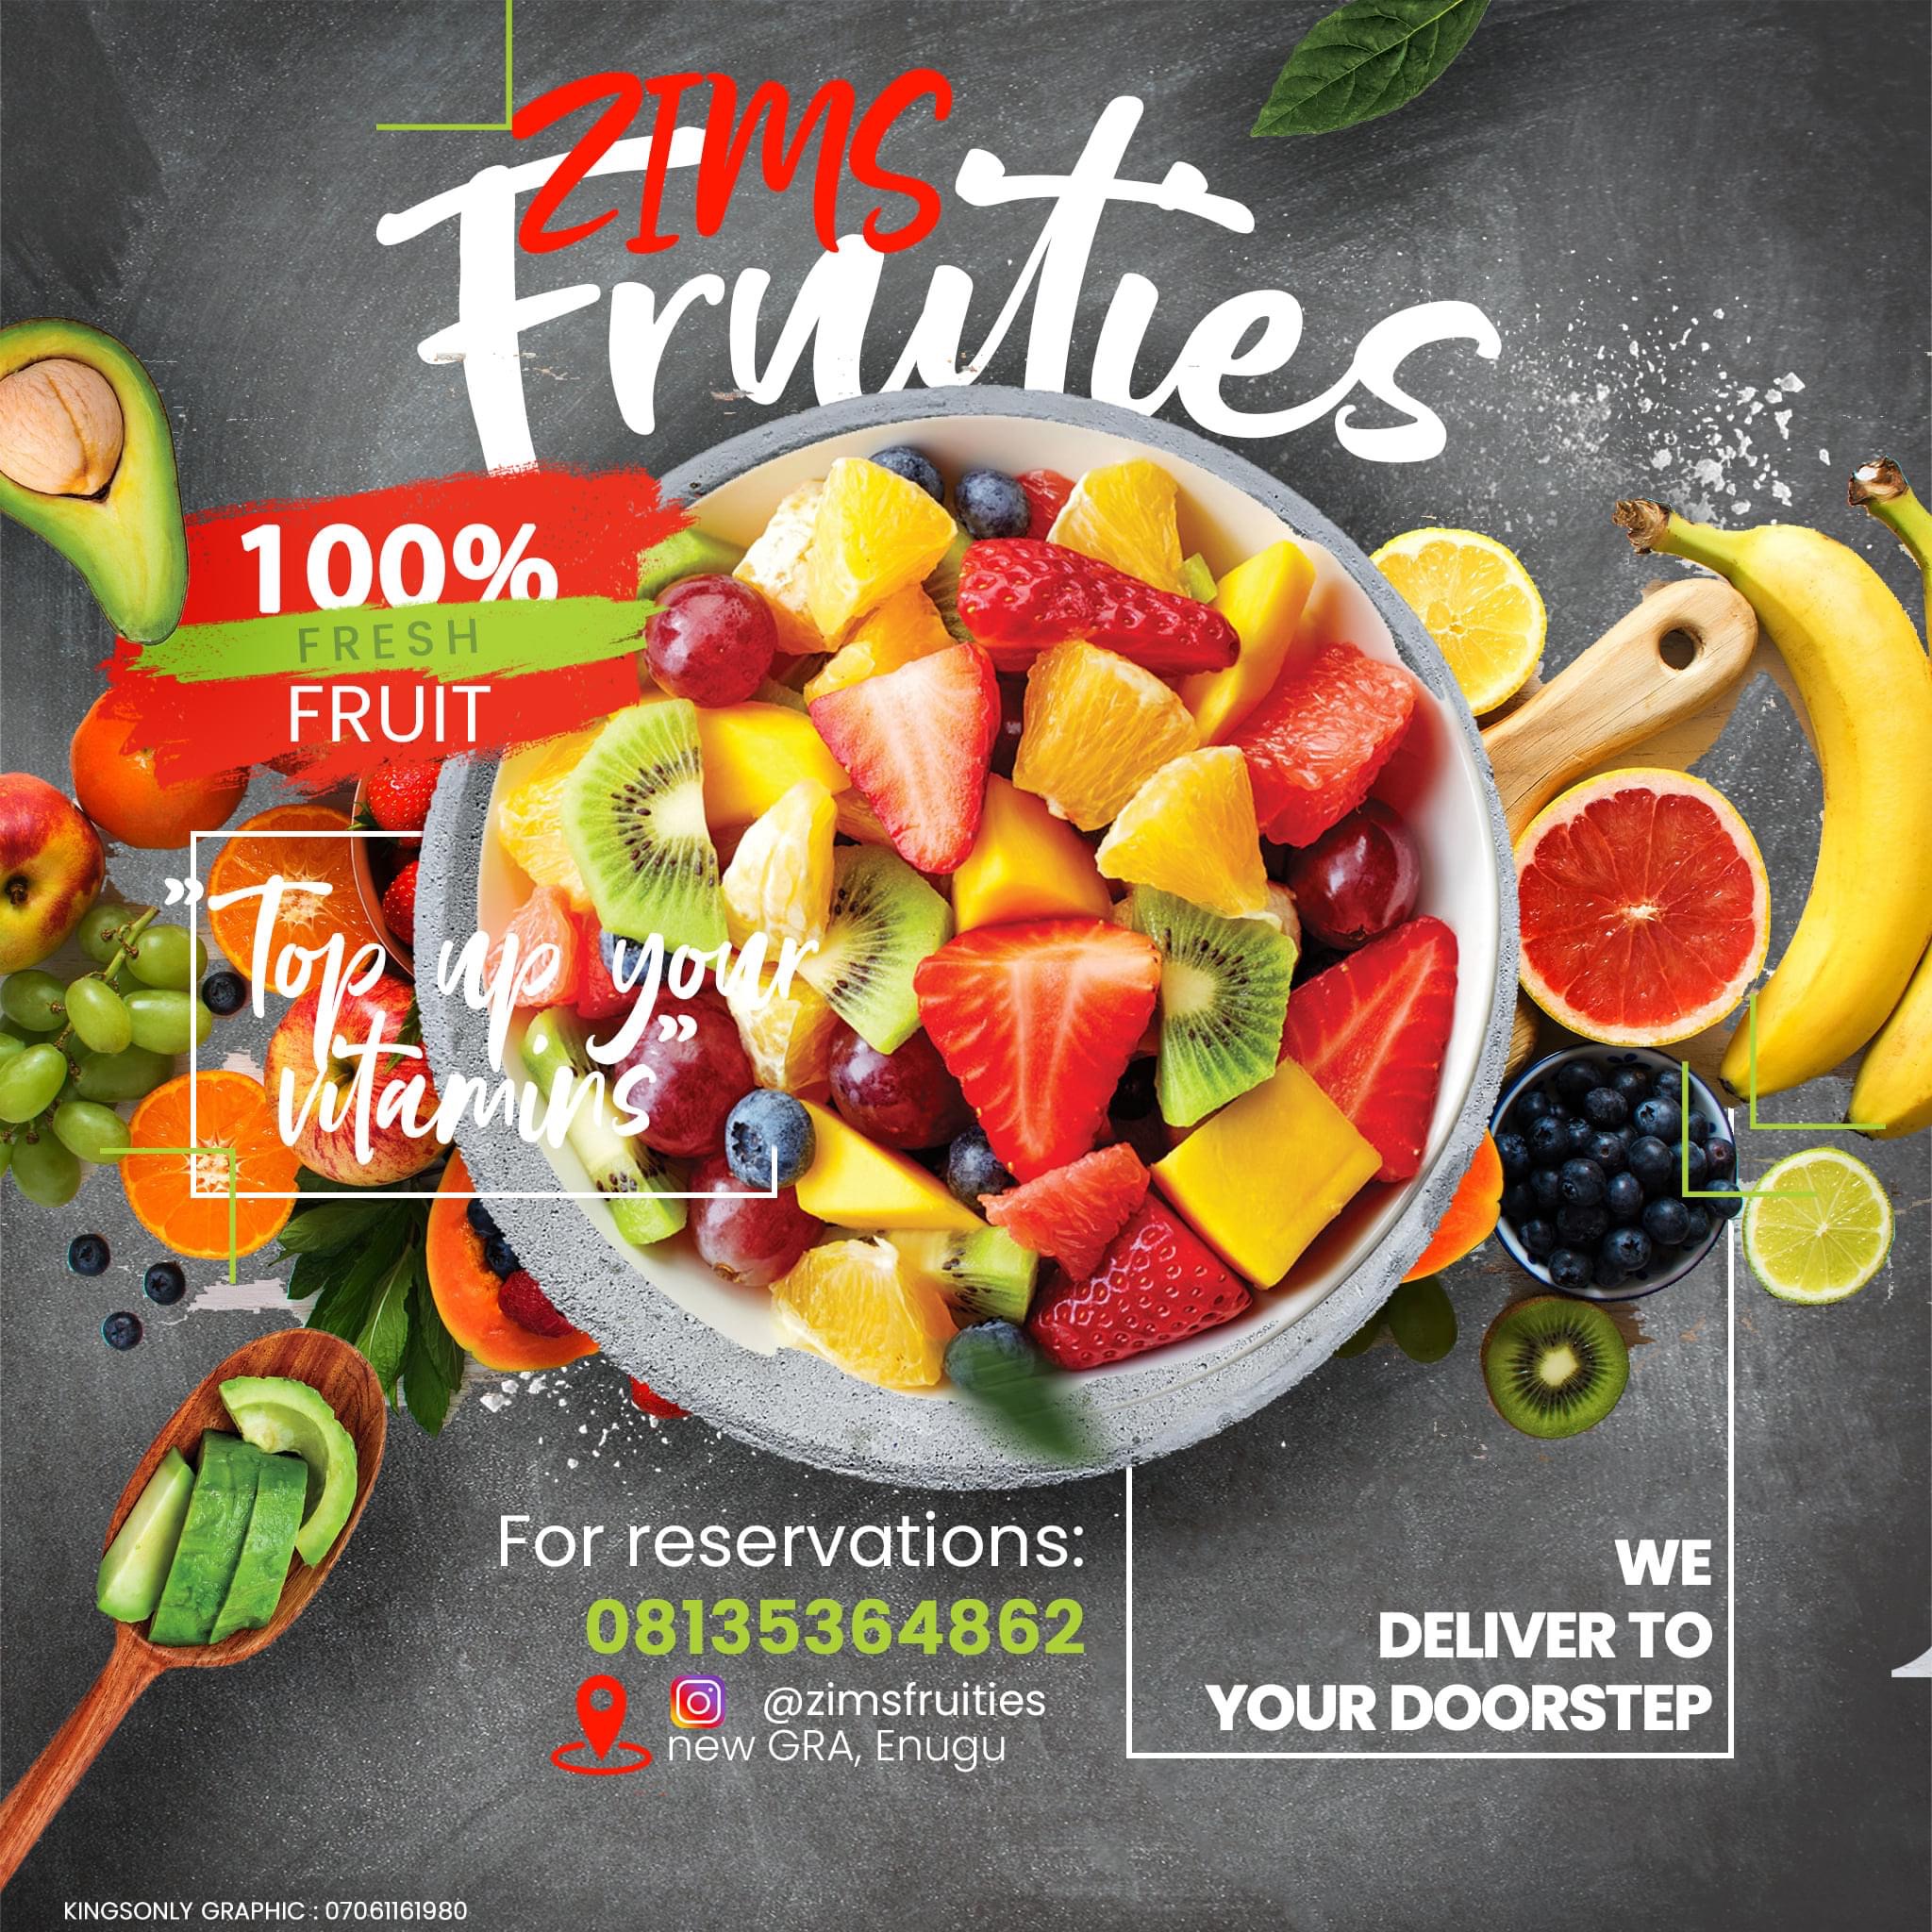 ZIMS
Fruities
100%
FRESH
FRUIT
"Top up your
vitamins"
For reservations:
08135364862
@zimsfruities
new GRA, Enugu
WE
DELIVER TO
YOUR DOORSTEP
KINGSONLY GRAPHIC : 07061161980